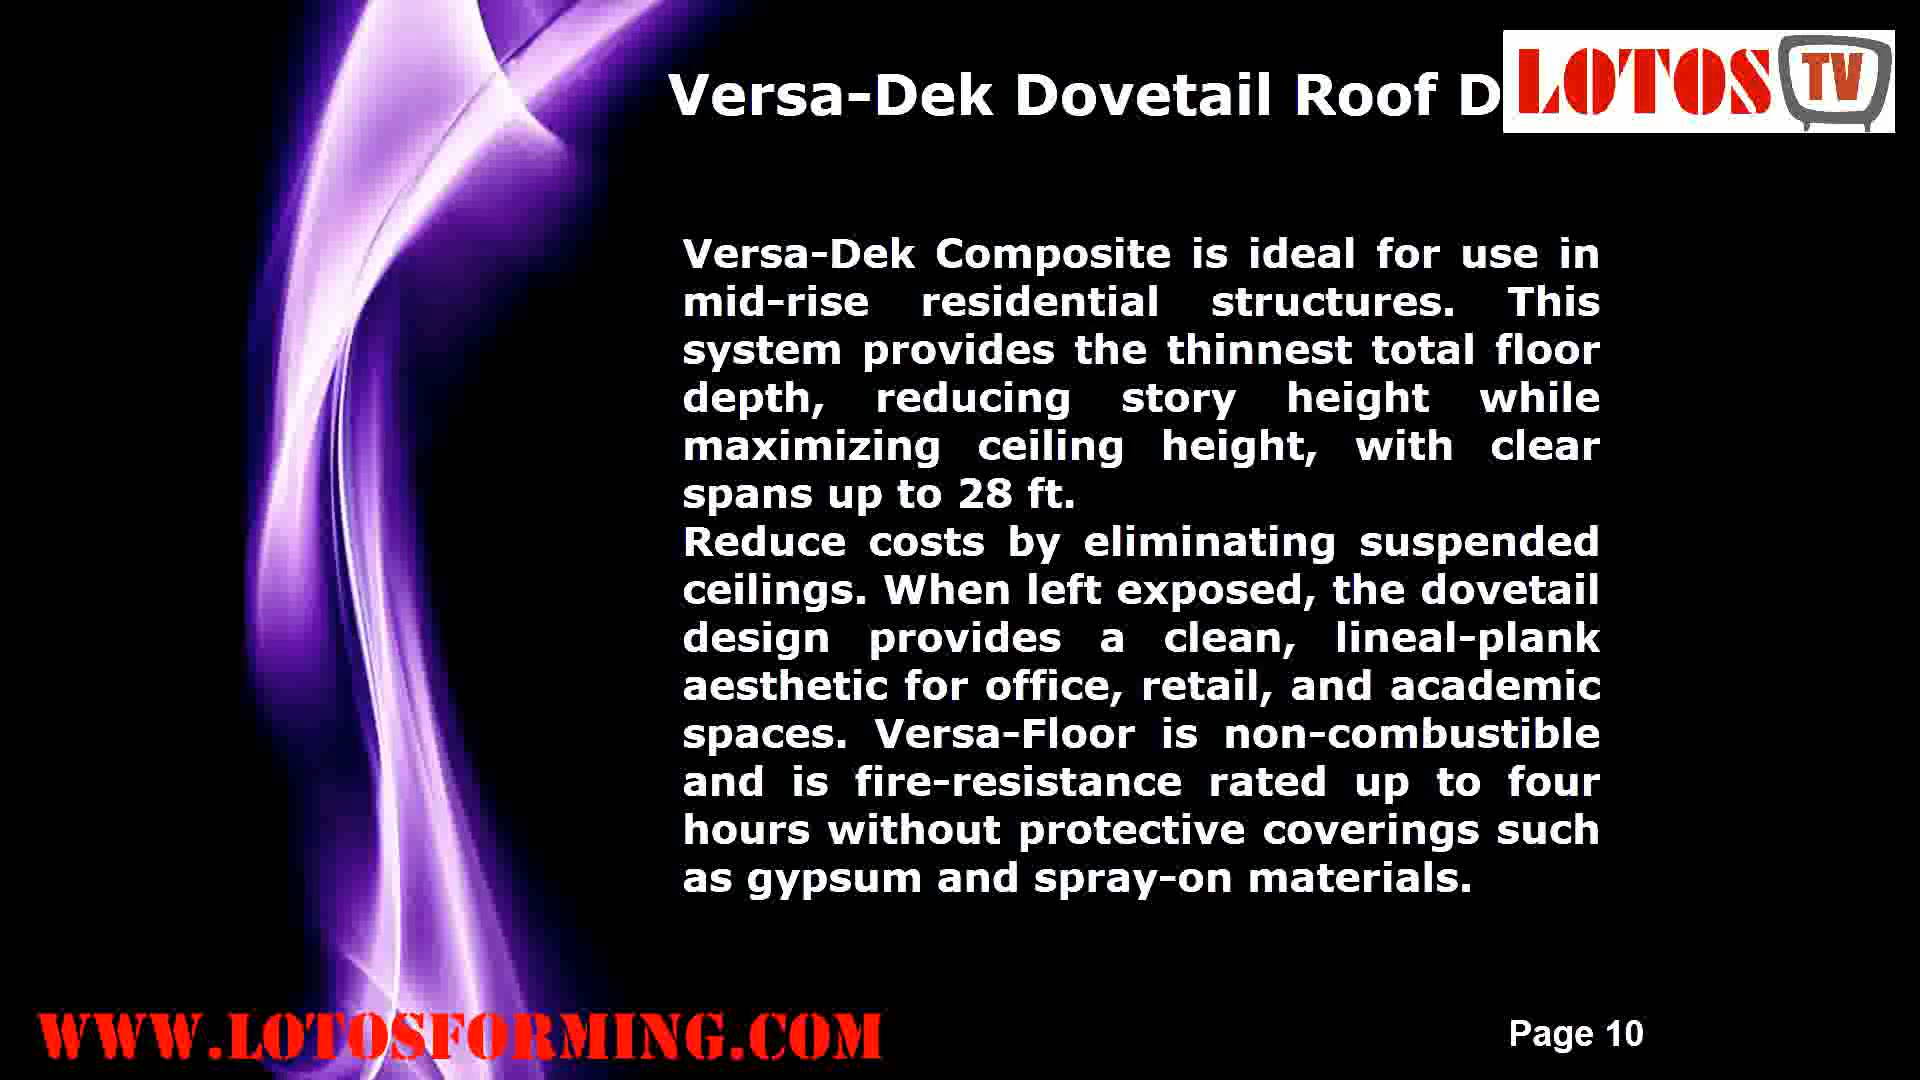 Versa-Dek Dovetail Roof D
LOTOS TV
Versa-Dek Composite is ideal for use in
mid-rise residential structures. This
system provides the thinnest total floor
depth, reducing story height while
maximizing ceiling height, with clear
spans up to 28 ft.
Reduce costs by eliminating suspended
ceilings. When left exposed, the dovetail
design provides a clean, lineal-plank
aesthetic for office, retail, and academic
spaces. Versa-Floor is non-combustible
and is fire-resistance rated up to four
hours without protective coverings such
as gypsum and spray-on materials.
WWW.LOTOSFORMING.COM
Page 10